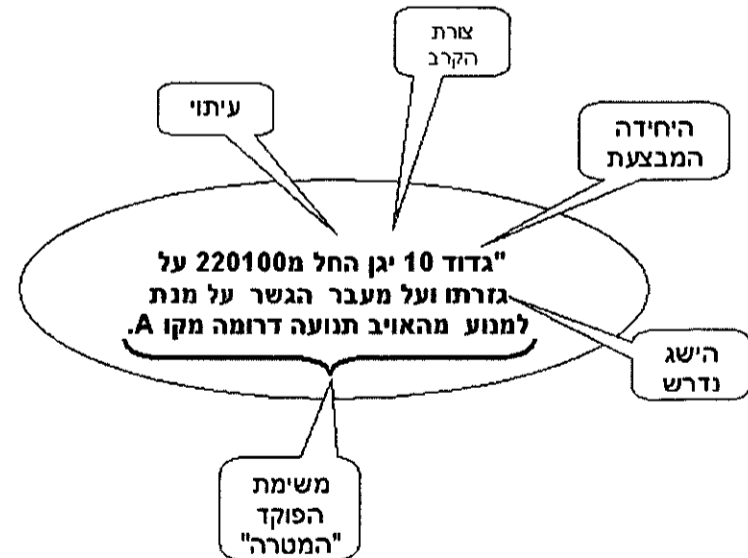 צורת
הקרב
עיתוי
היחידה
המבצעת
"גדוד 10 יגן החל מ220100 על
גזרתו ועל מעבר הגשר על מנת
למנוע מהאויב תנועה דרומה מקו A.
הישג
נדרש
משימת
הפוקד
"המטרה"